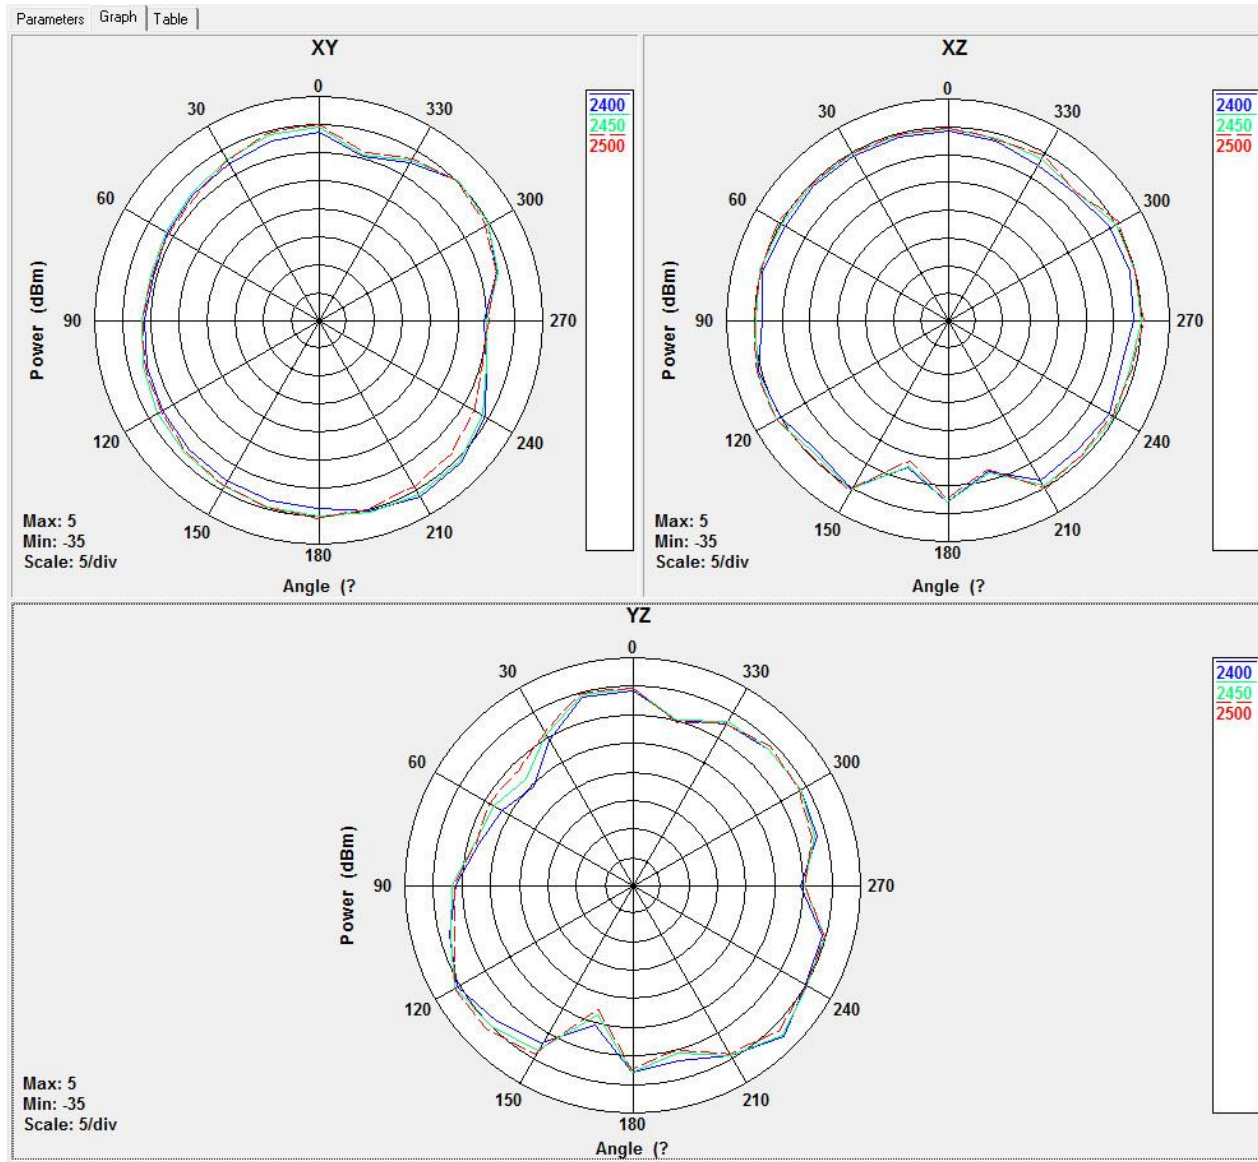 Parameters Graph Table
XY
0
30 330
60 300
90 270
120 240
150 210
180
Power (dBm)
Angle (?
Max: 5
Min: -35
Scale: 5/div
2400
2450
2500
XZ
0
30 330
60 300
90 270
120 240
150 210
180
Power (dBm)
Angle (?
Max: 5
Min: -35
Scale: 5/div
2400
2450
2500
YZ
0
30 330
60 300
90 270
120 240
150 210
180
Power (dBm)
Angle (?
Max: 5
Min: -35
Scale: 5/div
2400
2450
2500